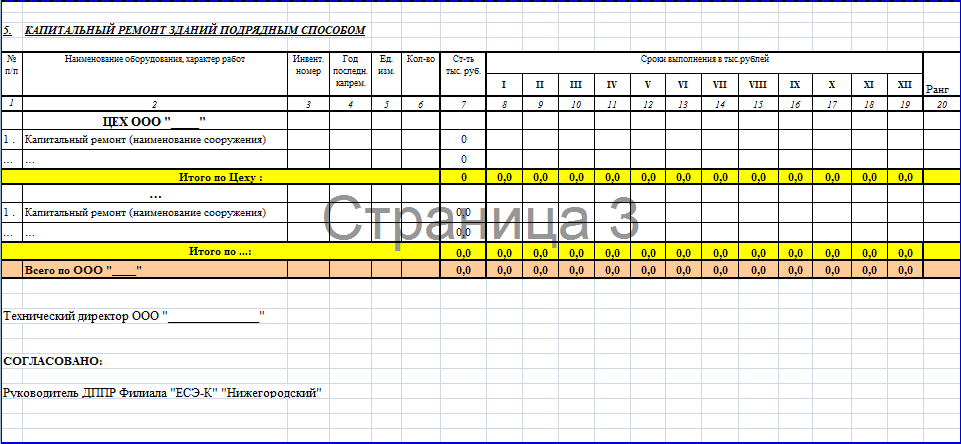 5. КАПИТАЛЬНЫЙ РЕМОНТ ЗДАНИЙ ПОДРЯДНЫМ СПОСОБОМ
№ п/п Наименование оборудования, характер работ Инвент. номер Год последн. капрем. Ед. изм. Кол-во Ст-ть тыс. руб. Сроки выполнения в тыс.рублей Ранг
I II III IV V VI VII VIII IX X XI XII
1 2 3 4 5 6 7 8 9 10 11 12 13 14 15 16 17 18 19 20
ЦЕХ ООО "____"
1 . Капитальный ремонт (наименование сооружения) 0
... ... 0
Итого по Цеху : 0 0,0 0,0 0,0 0,0 0,0 0,0 0,0 0,0 0,0 0,0 0,0 0,0
...
1 . Капитальный ремонт (наименование сооружения) 0,0
... ... 0,0
Страница 3
Итого по ...: 0,0 0,0 0,0 0,0 0,0 0,0 0,0 0,0 0,0 0,0 0,0 0,0 0,0
Всего по ООО "____" 0,0 0,0 0,0 0,0 0,0 0,0 0,0 0,0 0,0 0,0 0,0 0,0 0,0
Технический директор ООО "_______________"
СОГЛАСОВАНО:
Руководитель ДППР Филиала "ЕСЭ-К" "Нижегородский"